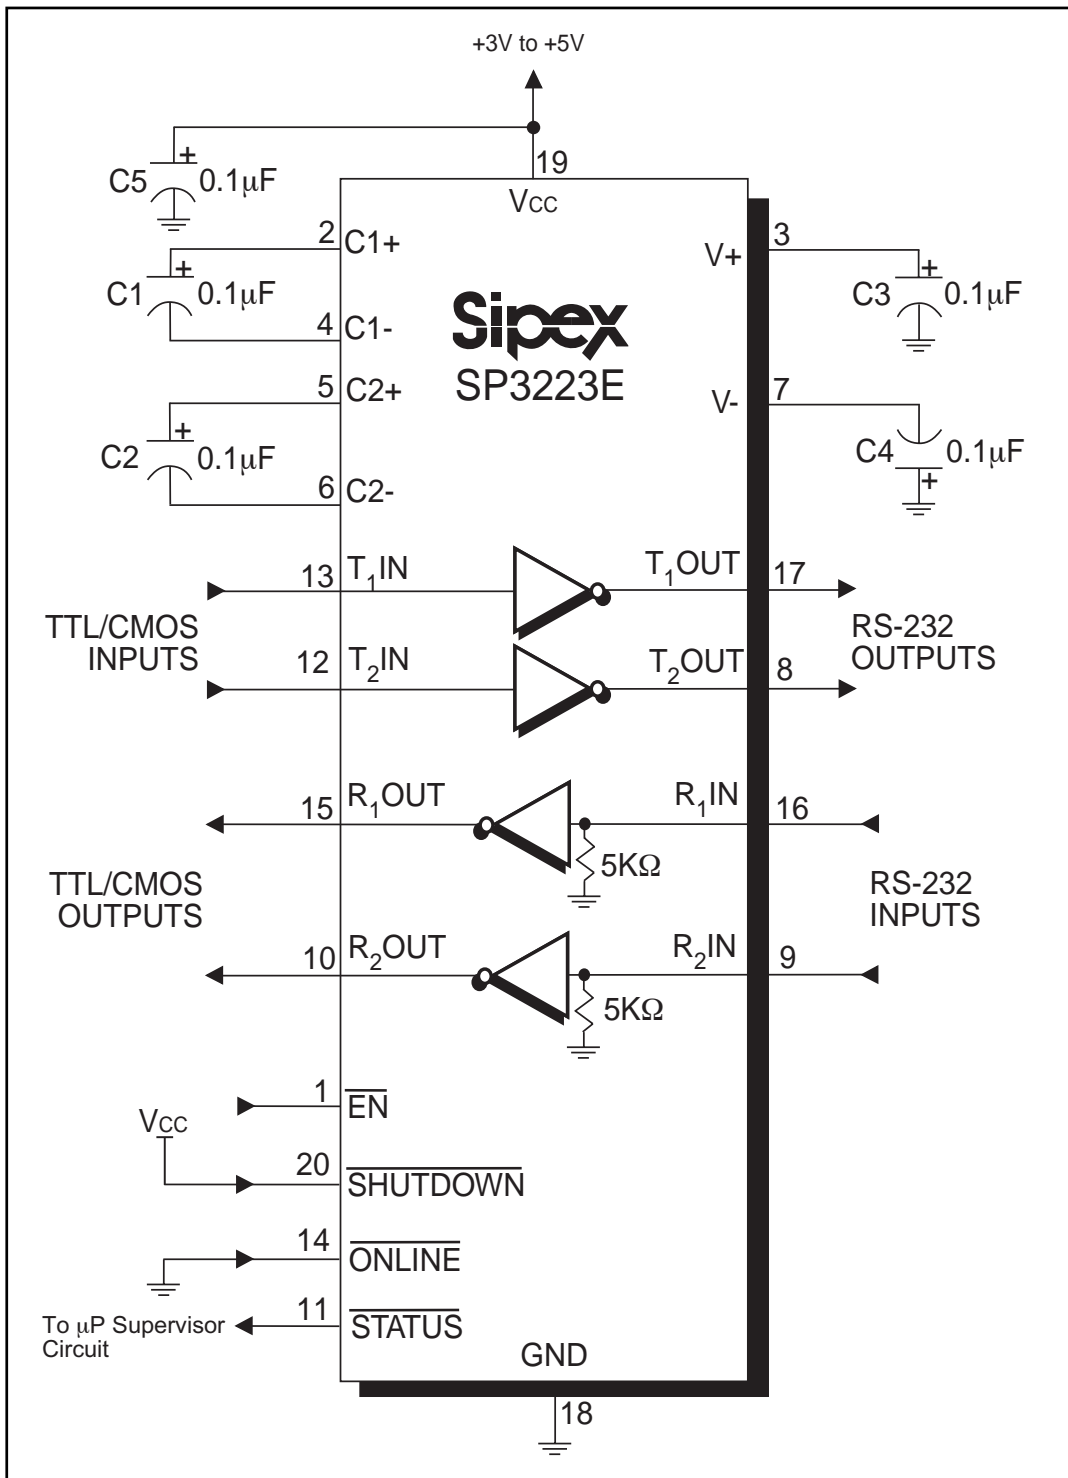 +3V to +5V
19
VCC
C5
+
0.1µF
2
C1+
C1
+
0.1µF
4
C1-
5
C2+
C2
+
0.1µF
6
C2-
Sipex
SP3223E
3
V+
C3
+
0.1µF
7
V-
C4
0.1µF
+
TTL/CMOS
INPUTS
13
T1IN
T1OUT
17
12
T2IN
T2OUT
8
RS-232
OUTPUTS
TTL/CMOS
OUTPUTS
15
R1OUT
R1IN
16
5KΩ
10
R2OUT
R2IN
9
5KΩ
RS-232
INPUTS
1
EN
VCC
20
SHUTDOWN
14
ONLINE
11
STATUS
To µP Supervisor
Circuit
GND
18